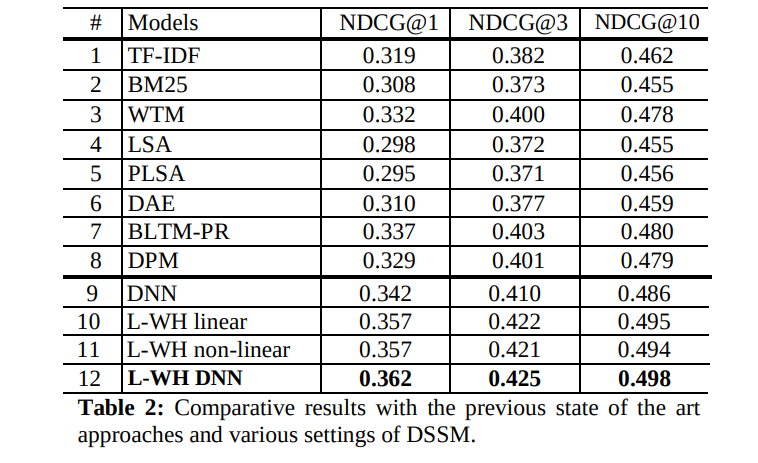 # Models NDCG@1 NDCG@3 NDCG@10
1 TF-IDF 0.319 0.382 0.462
2 BM25 0.308 0.373 0.455
3 WTM 0.332 0.400 0.478
4 LSA 0.298 0.372 0.455
5 PLSA 0.295 0.371 0.456
6 DAE 0.310 0.377 0.459
7 BLTM-PR 0.337 0.403 0.480
8 DPM 0.329 0.401 0.479
9 DNN 0.342 0.410 0.486
10 L-WH linear 0.357 0.422 0.495
11 L-WH non-linear 0.357 0.421 0.494
12 L-WH DNN 0.362 0.425 0.498
Table 2: Comparative results with the previous state of the art
approaches and various settings of DSSM.